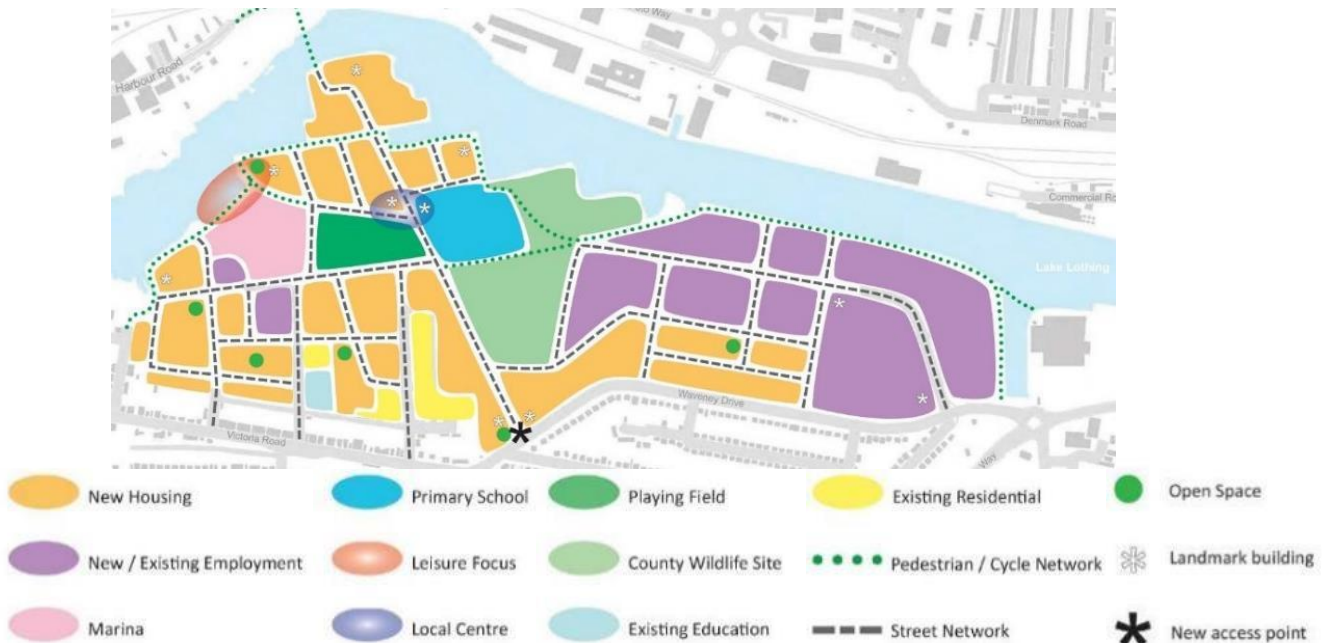 Harbour Road
Way
Denmark Road
Commercial Ro
Lake Lothing
Waveney Drive
Victoria Road
Way
New Housing
Primary School
Playing Field
Existing Residential
Open Space
New / Existing Employment
Leisure Focus
County Wildlife Site
Pedestrian / Cycle Network
Landmark building
Marina
Local Centre
Existing Education
Street Network
New access point